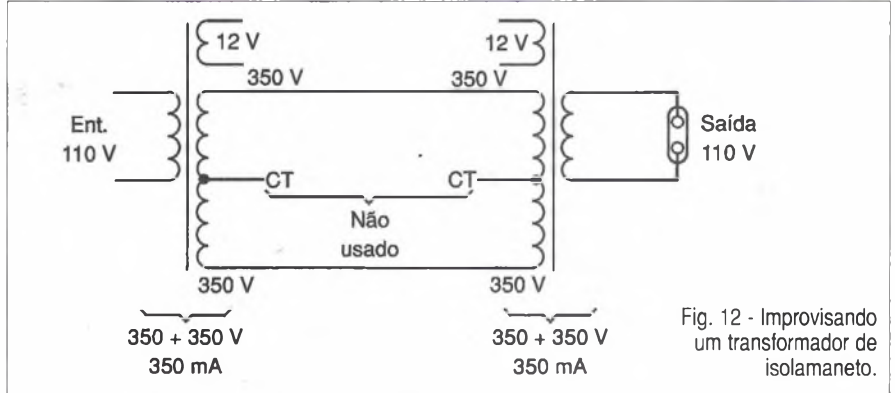 12 V
12 V
350 V
350 V
Ent.
110 V
Saída
110 V
CT
CT
Não
usado
350 V
350 V
350 + 350 V
350 mA
350 + 350 V
350 mA
Fig. 12 - Improvisando
um transformador de
isolamaneto.